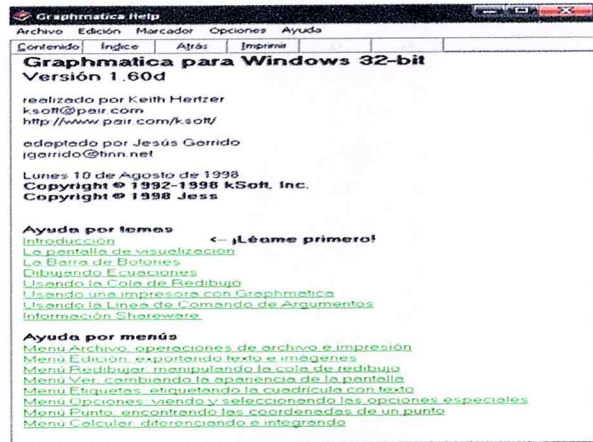 Graphmatica Help
Archivo Edición Marcador Opciones Ayuda
Contenido Índice Atrás Imprimir
Graphmatica para Windows 32-bit
Versión 1.60d
realizado por Keith Hertzer
ksoft@pair.com
http://www.pair.com/ksoft/
adaptado por Jesús Garrido
jgarrido@tinn.net
Lunes 10 de Agosto de 1998
Copyright © 1992-1998 kSoft, Inc.
Copyright © 1998 Jess
Ayuda por temas
Introducción <-- ¡Léame primero!
La pantalla de visualización
La Barra de Botones
Dibujando Ecuaciones
Usando la Cola de Redibujo
Usando una impresora con Graphmatica
Usando la Línea de Comando de Argumentos
Información Shareware
Ayuda por menús
Menú Archivo, operaciones de archivo e impresión
Menú Edición, exportando texto e imágenes
Menú Redibujar, manipulando la cola de redibujo
Menú Ver, cambiando la apariencia de la pantalla
Menú Etiquetas, etiquetando la cuadrícula con texto
Menú Opciones, viendo y seleccionando las opciones especiales
Menú Punto, encontrando las coordenadas de un punto
Menú Calcular, diferenciando e integrando